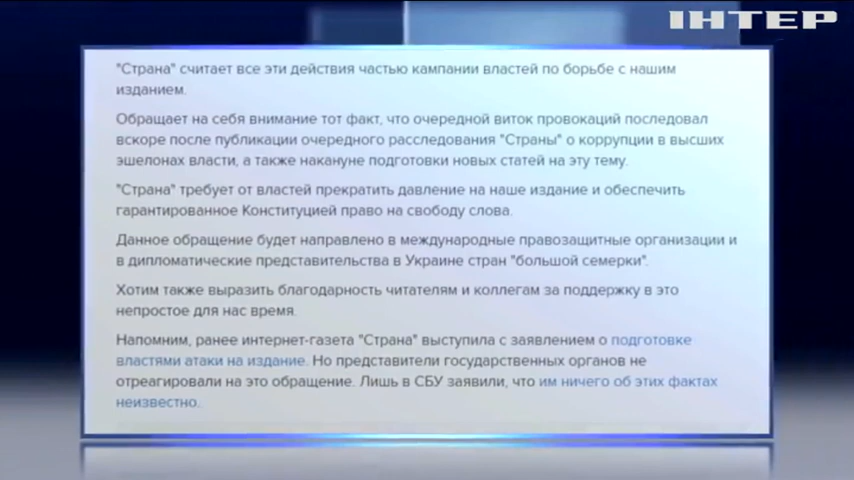 ІНТЕР
"Страна" считает все эти действия частью кампании властей по борьбе с нашим
изданием.
Обращает на себя внимание тот факт, что очередной виток провокаций последовал
вскоре после публикации очередного расследования "Страны" о коррупции в высших
эшелонах власти, а также накануне подготовки новых статей на эту тему.
"Страна" требует от властей прекратить давление на наше издание и обеспечить
гарантированное Конституцией право на свободу слова.
Данное обращение будет направлено в международные правозащитные организации и
в дипломатические представительства в Украине стран "большой семерки".
Хотим также выразить благодарность читателям и коллегам за поддержку в это
непростое для нас время.
Напомним, ранее интернет-газета "Страна" выступила с заявлением о подготовке
властями атаки на издание. Но представители государственных органов не
отреагировали на это обращение. Лишь в СБУ заявили, что им ничего об этих фактах
неизвестно.